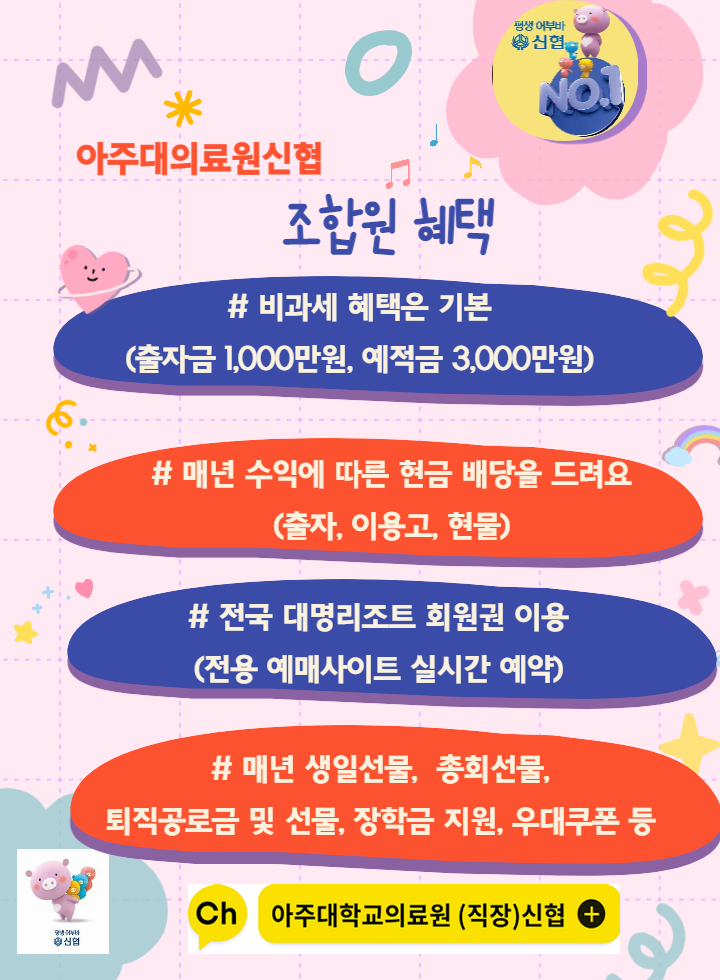 평생 어부바
신협
NO.1
아주대의료원신협
조합원 혜택
# 비과세 혜택은 기본
(출자금 1,000만원, 예적금 3,000만원)
# 매년 수익에 따른 현금 배당을 드려요
(출자, 이용고, 현물)
# 전국 대명리조트 회원권 이용
(전용 예매사이트 실시간 예약)
# 매년 생일선물, 총회선물,
퇴직공로금 및 선물, 장학금 지원, 우대쿠폰 등
평생 어부바
신협
Ch 아주대학교의료원 (직장)신협 +